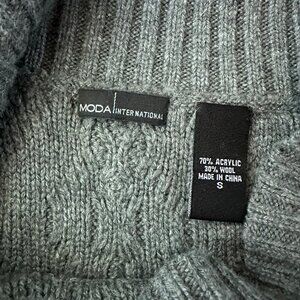 MODA INTERNATIONAL
70% ACRYLIC
30% WOOL
MADE IN CHINA
S